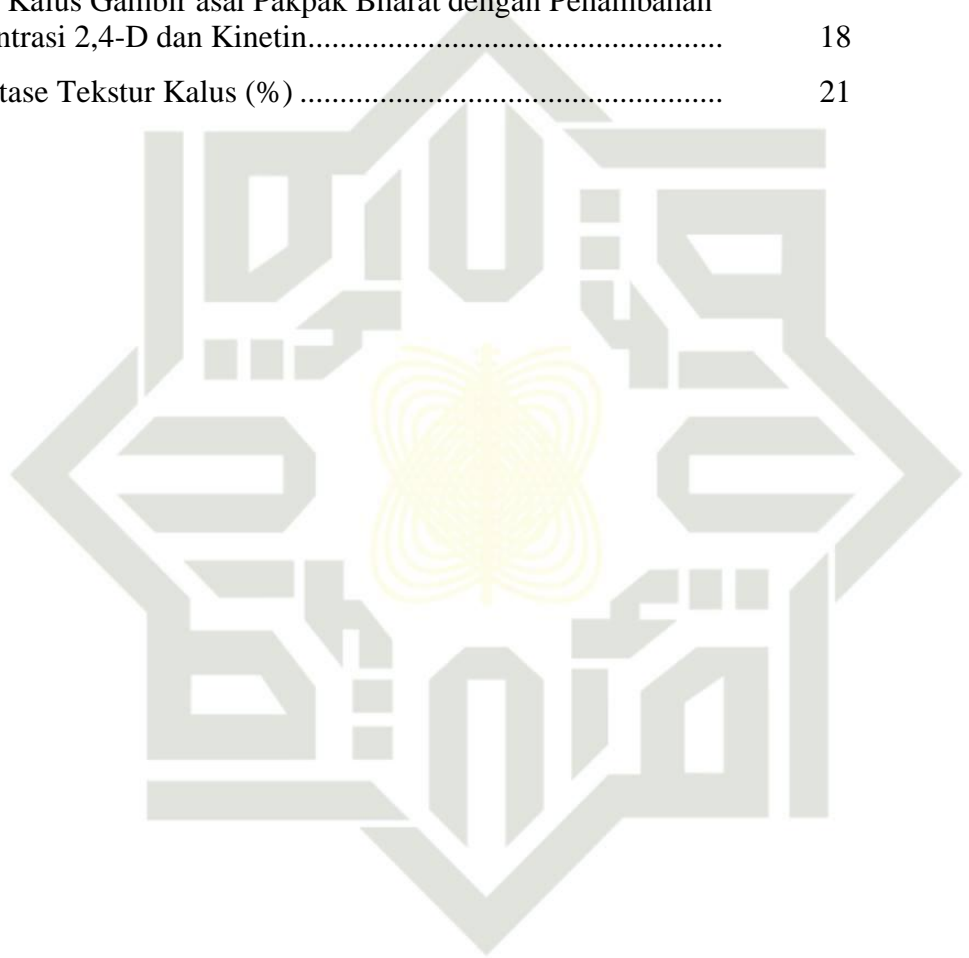 Kalus Gambir asal Pakpak Bharat dengan Penambahan
ntrasi 2,4-D dan Kinetin.................................................... 18
tase Tekstur Kalus (%) ..................................................... 21